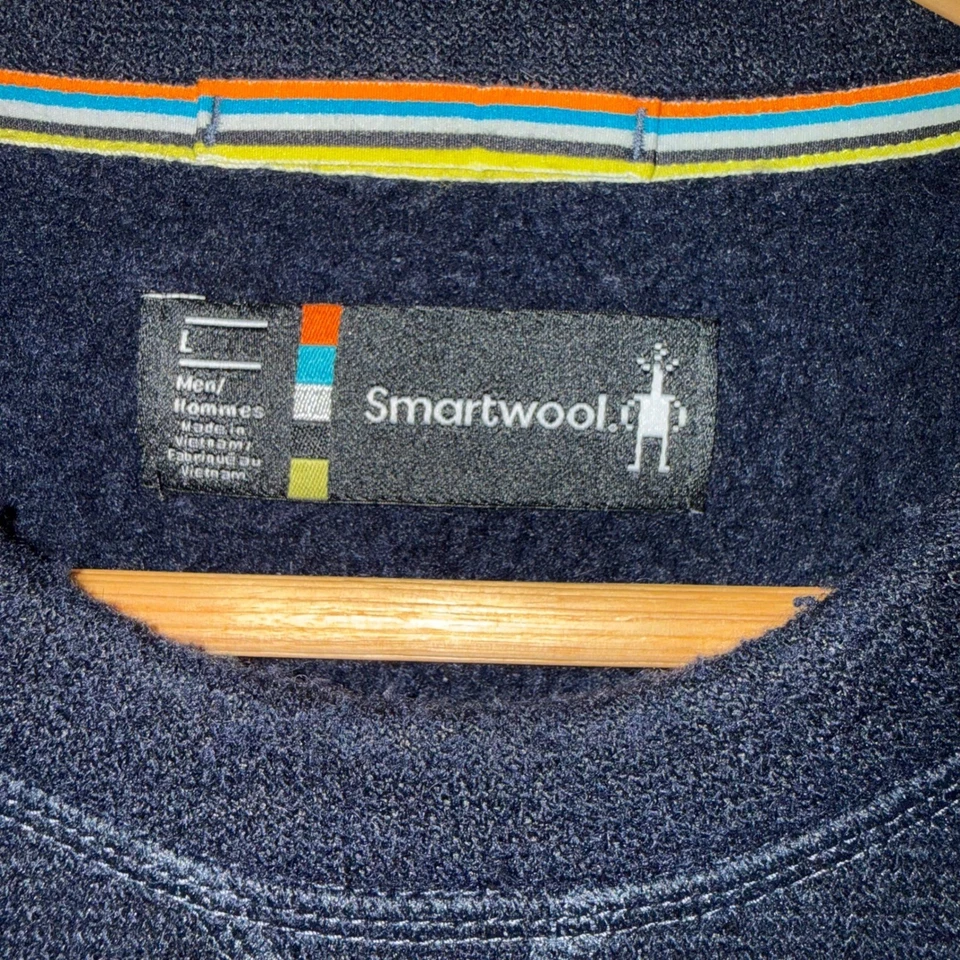 L
Men/
Hommes
Made in
Vietnam/
Fabriqué au
Vietnam
Smartwool.